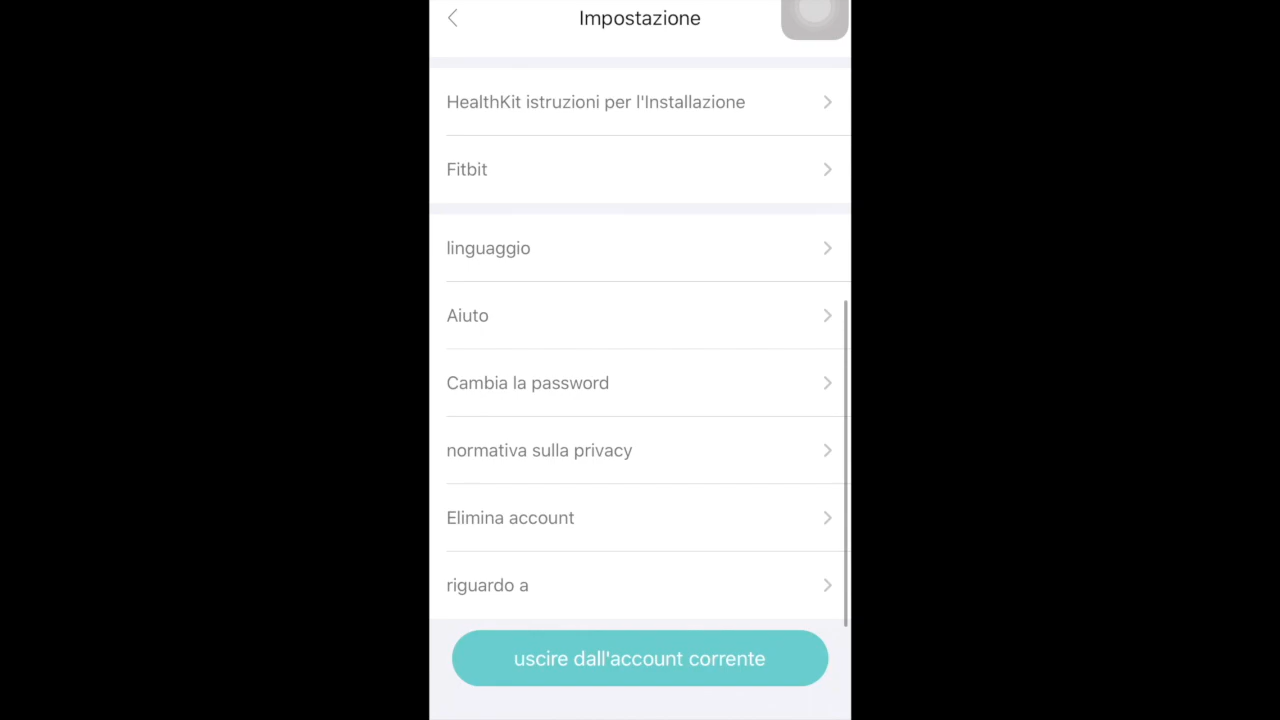 Impostazione
HealthKit istruzioni per l'Installazione
Fitbit
linguaggio
Aiuto
Cambia la password
normativa sulla privacy
Elimina account
riguardo a
uscire dall'account corrente